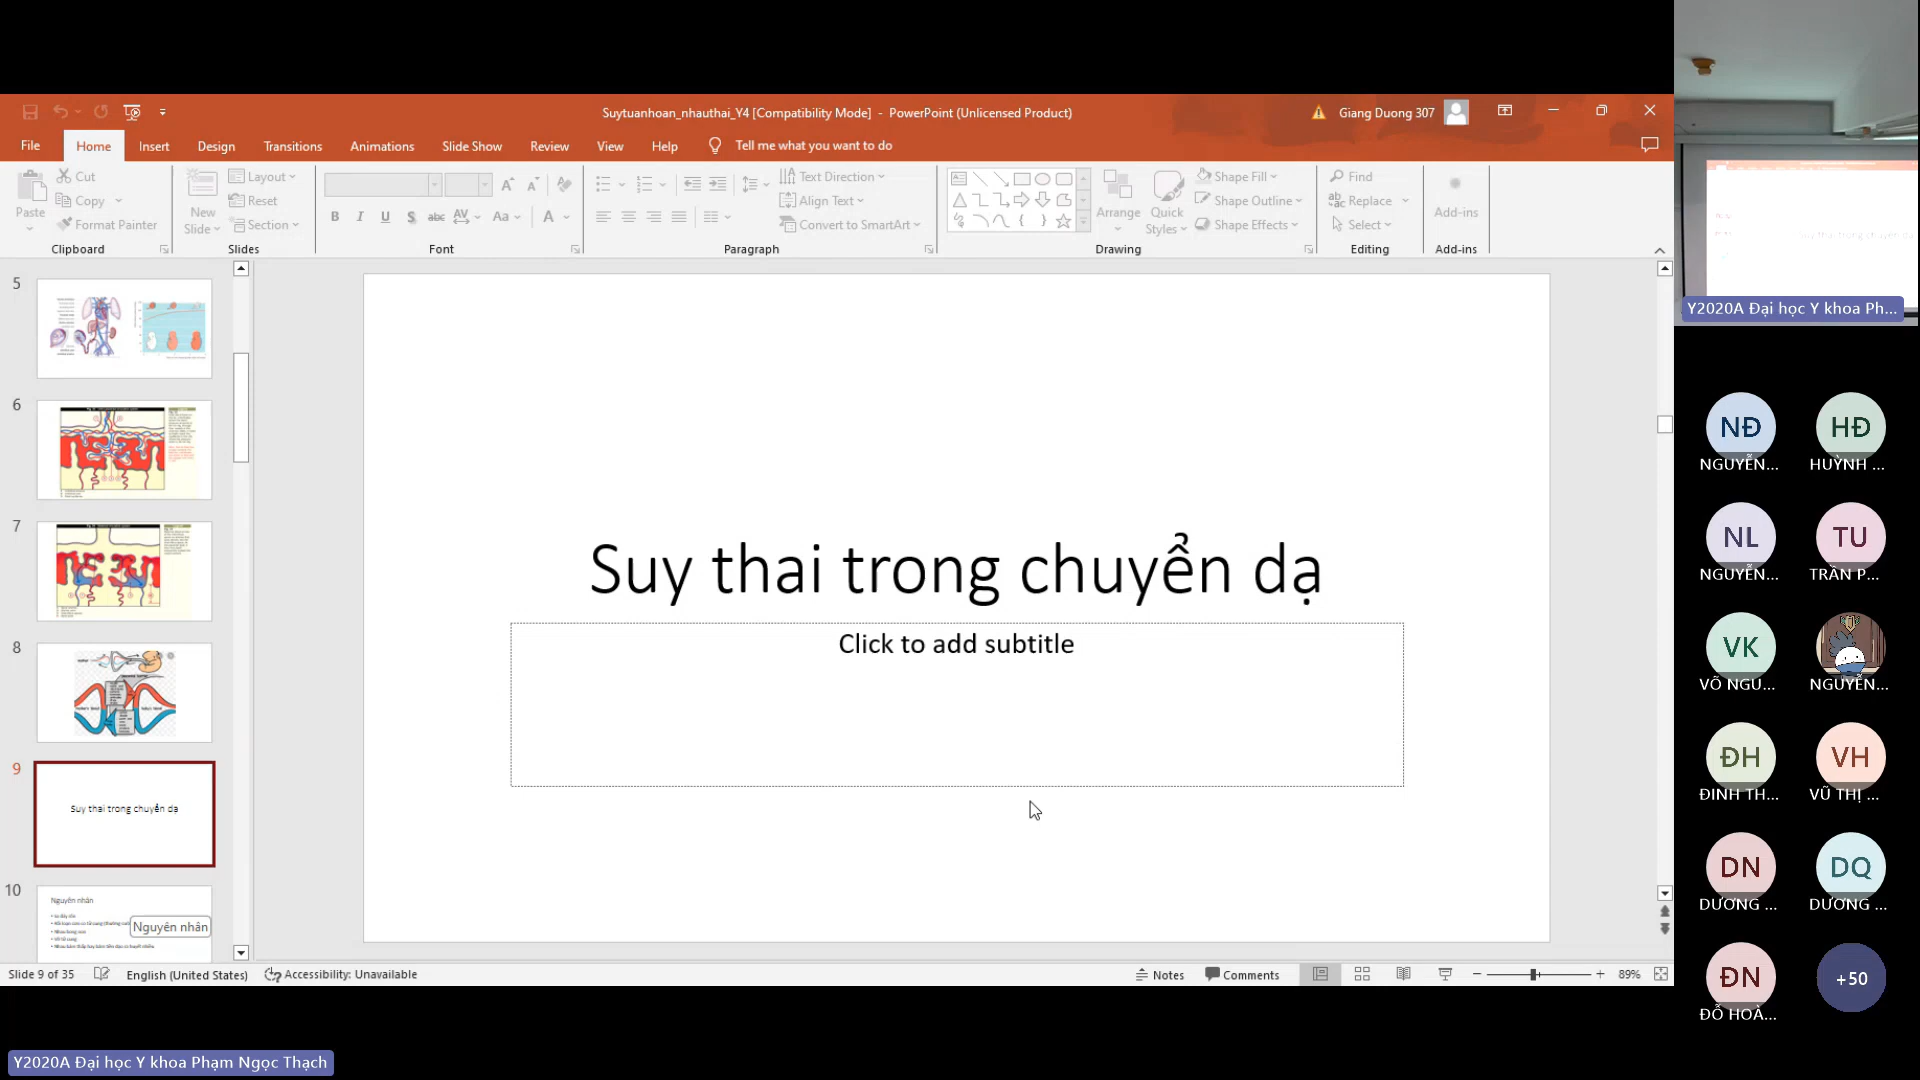 Suytuanhoan_nhauthai_Y4 [Compatibility Mode] - PowerPoint (Unlicensed Product)
Giang Duong 307
File Home Insert Design Transitions Animations Slide Show Review View Help Tell me what you want to do
Paste
Cut
Copy
Format Painter
Clipboard
New Slide
Layout
Reset
Section
Slides
B I U S abc AV Aa A
Font
Text Direction
Align Text
Convert to SmartArt
Paragraph
Arrange
Quick Styles
Shape Fill
Shape Outline
Shape Effects
Drawing
Find
Replace
Select
Editing
Add-ins
Add-ins
5
6
7
8
9
Suy thai trong chuyển dạ
10
Nguyên nhân
Nguyên nhân
Suy thai trong chuyển dạ
Click to add subtitle
Slide 9 of 35 English (United States) Accessibility: Unavailable Notes Comments 89%
Y2020A Đại học Y khoa Phạm Ngọc Thạch
Y2020A Đại học Y khoa Ph...
NĐ HĐ
NGUYỄN... HUỲNH ...
NL TU
NGUYỄN... TRẦN P...
VK
VÕ NGU... NGUYỄN...
ĐH VH
ĐINH TH... VŨ THỊ ...
DN DQ
DƯƠNG ... DƯƠNG ...
ĐN +50
ĐỖ HOÀ...